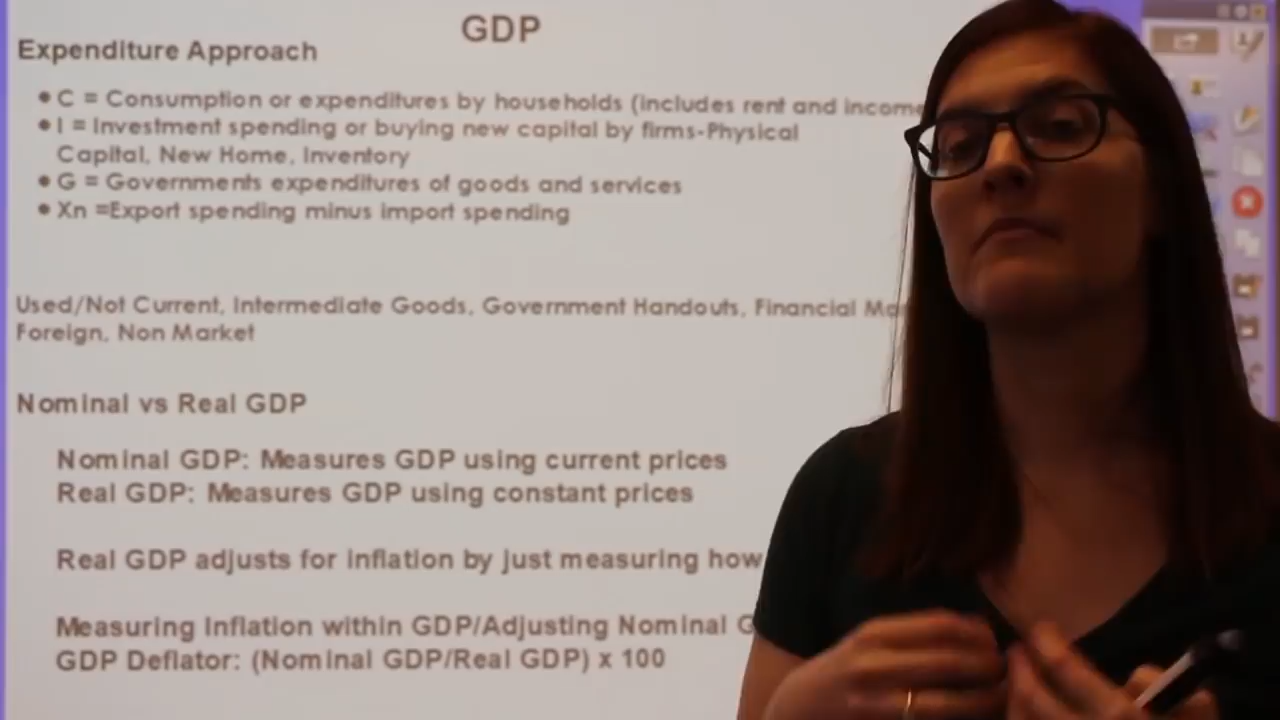 GDP
Expenditure Approach
• C = Consumption or expenditures by households (includes rent and income
• I = Investment spending or buying new capital by firms-Physical
Capital, New Home, Inventory
• G = Governments expenditures of goods and services
• Xn =Export spending minus import spending
Used/Not Current, Intermediate Goods, Government Handouts, Financial
Foreign, Non Market
Nominal vs Real GDP
Nominal GDP: Measures GDP using current prices
Real GDP: Measures GDP using constant prices
Real GDP adjusts for inflation by just measuring how
Measuring Inflation within GDP/Adjusting Nominal
GDP Deflator: (Nominal GDP/Real GDP) x 100